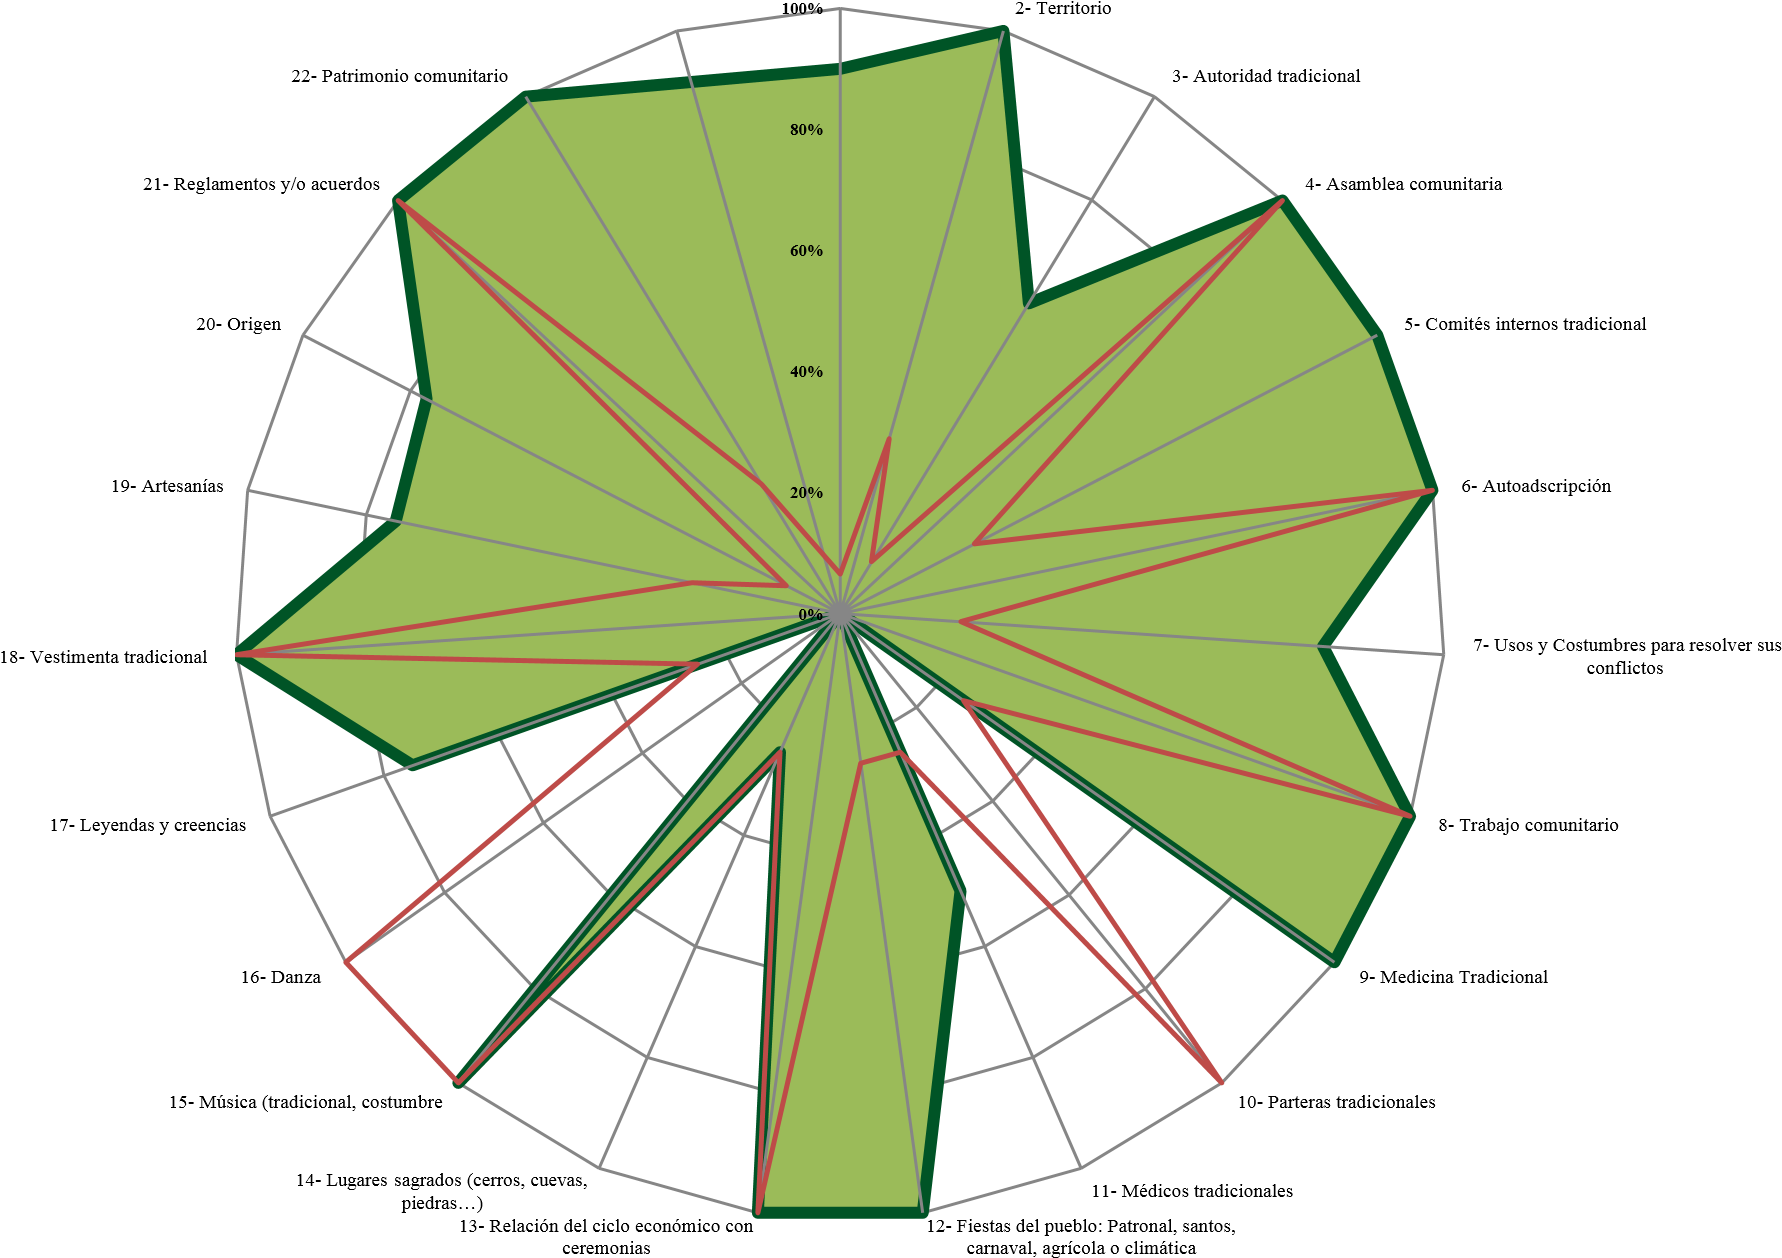 100%
80%
60%
40%
20%
0%
2- Territorio
3- Autoridad tradicional
4- Asamblea comunitaria
5- Comités internos tradicional
6- Autoadscripción
7- Usos y Costumbres para resolver sus
conflictos
8- Trabajo comunitario
9- Medicina Tradicional
10- Parteras tradicionales
11- Médicos tradicionales
12- Fiestas del pueblo: Patronal, santos,
carnaval, agrícola o climática
13- Relación del ciclo económico con
ceremonias
14- Lugares sagrados (cerros, cuevas,
piedras…)
15- Música (tradicional, costumbre
16- Danza
17- Leyendas y creencias
18- Vestimenta tradicional
19- Artesanías
20- Origen
21- Reglamentos y/o acuerdos
22- Patrimonio comunitario